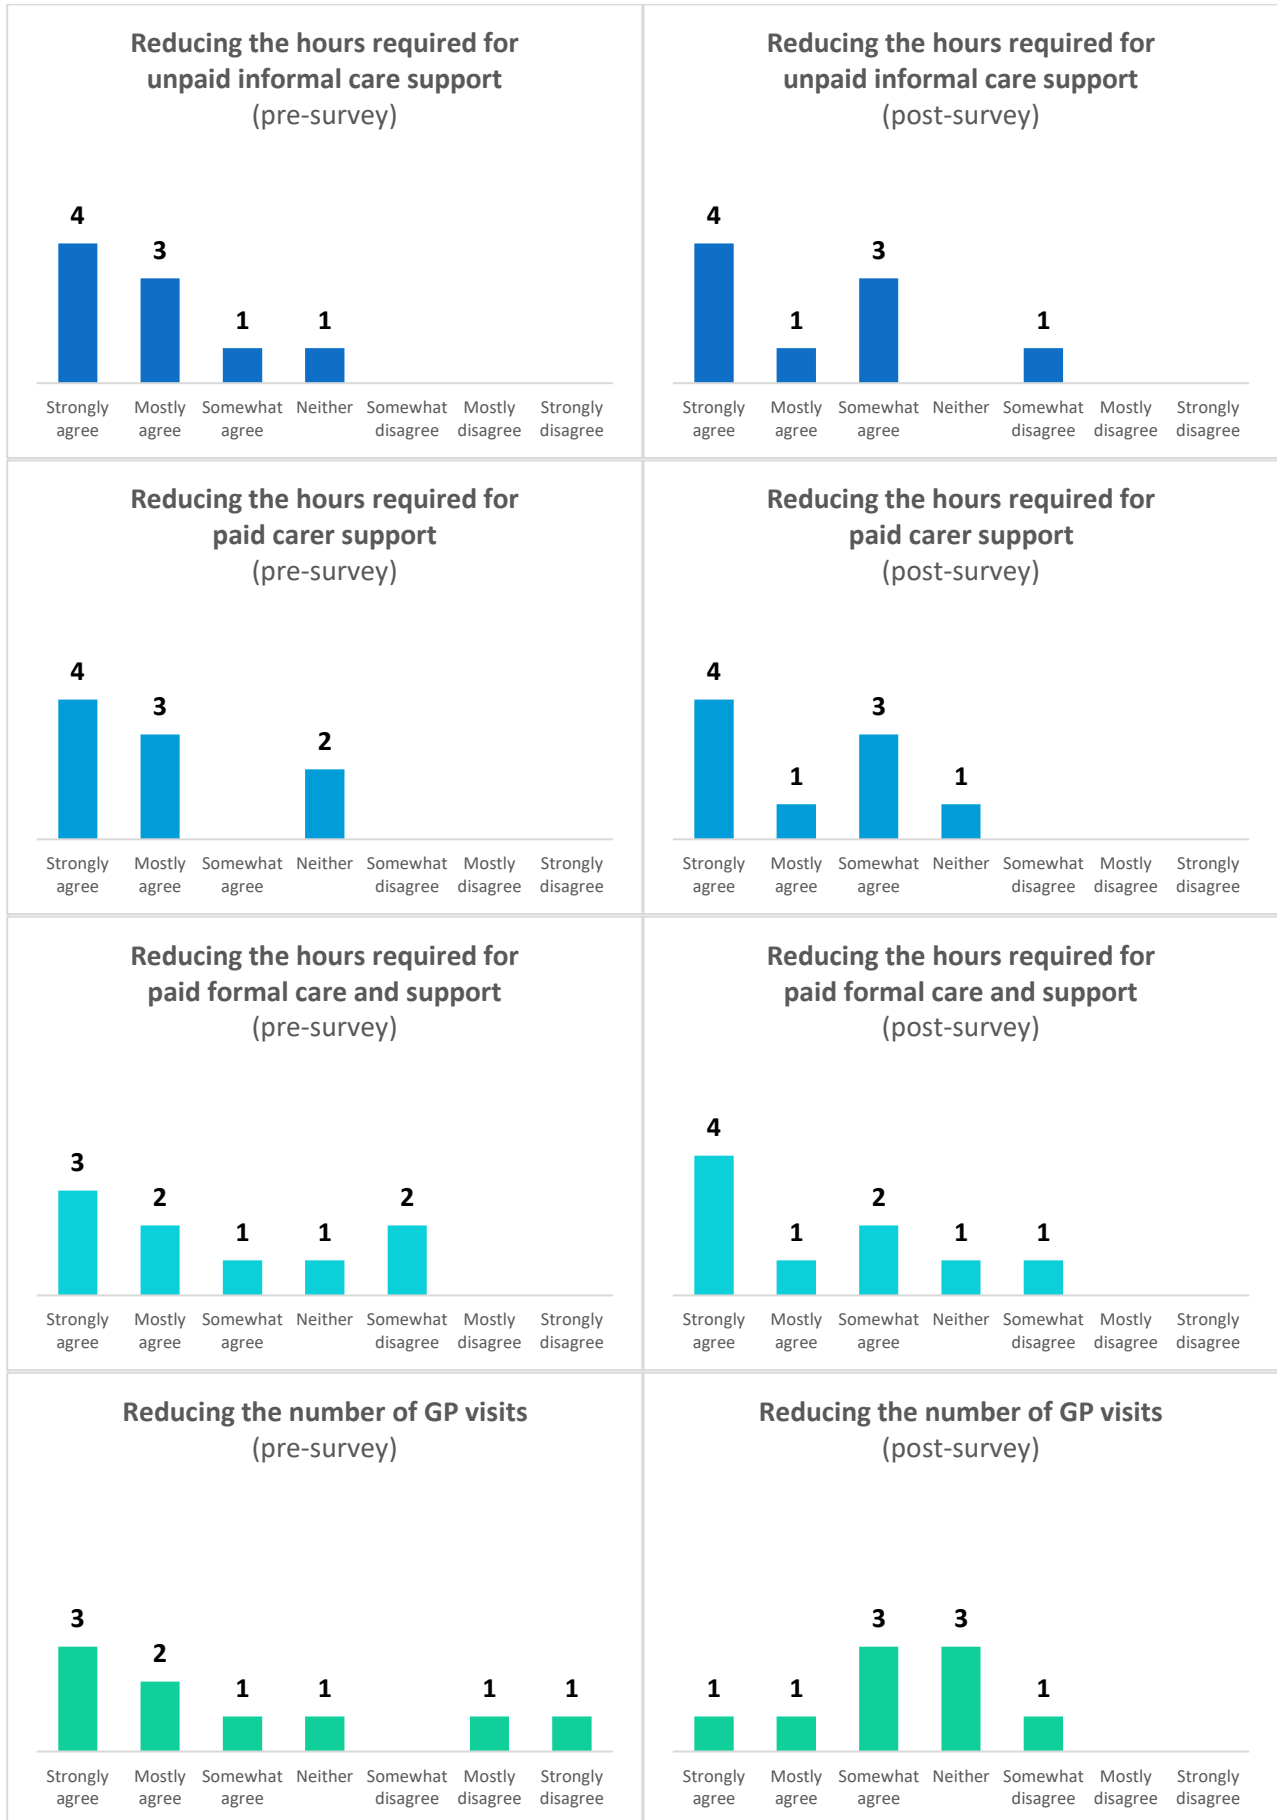 Reducing the hours required for
unpaid informal care support
(pre-survey)
4
3
1
1
Strongly agree
Mostly agree
Somewhat agree
Neither
Somewhat disagree
Mostly disagree
Strongly disagree
Reducing the hours required for
unpaid informal care support
(post-survey)
4
1
3
1
Strongly agree
Mostly agree
Somewhat agree
Neither
Somewhat disagree
Mostly disagree
Strongly disagree
Reducing the hours required for
paid carer support
(pre-survey)
4
3
2
Strongly agree
Mostly agree
Somewhat agree
Neither
Somewhat disagree
Mostly disagree
Strongly disagree
Reducing the hours required for
paid carer support
(post-survey)
4
1
3
1
Strongly agree
Mostly agree
Somewhat agree
Neither
Somewhat disagree
Mostly disagree
Strongly disagree
Reducing the hours required for
paid formal care and support
(pre-survey)
3
2
1
1
2
Strongly agree
Mostly agree
Somewhat agree
Neither
Somewhat disagree
Mostly disagree
Strongly disagree
Reducing the hours required for
paid formal care and support
(post-survey)
4
1
2
1
1
Strongly agree
Mostly agree
Somewhat agree
Neither
Somewhat disagree
Mostly disagree
Strongly disagree
Reducing the number of GP visits
(pre-survey)
3
2
1
1
1
1
Strongly agree
Mostly agree
Somewhat agree
Neither
Somewhat disagree
Mostly disagree
Strongly disagree
Reducing the number of GP visits
(post-survey)
1
1
3
3
1
Strongly agree
Mostly agree
Somewhat agree
Neither
Somewhat disagree
Mostly disagree
Strongly disagree